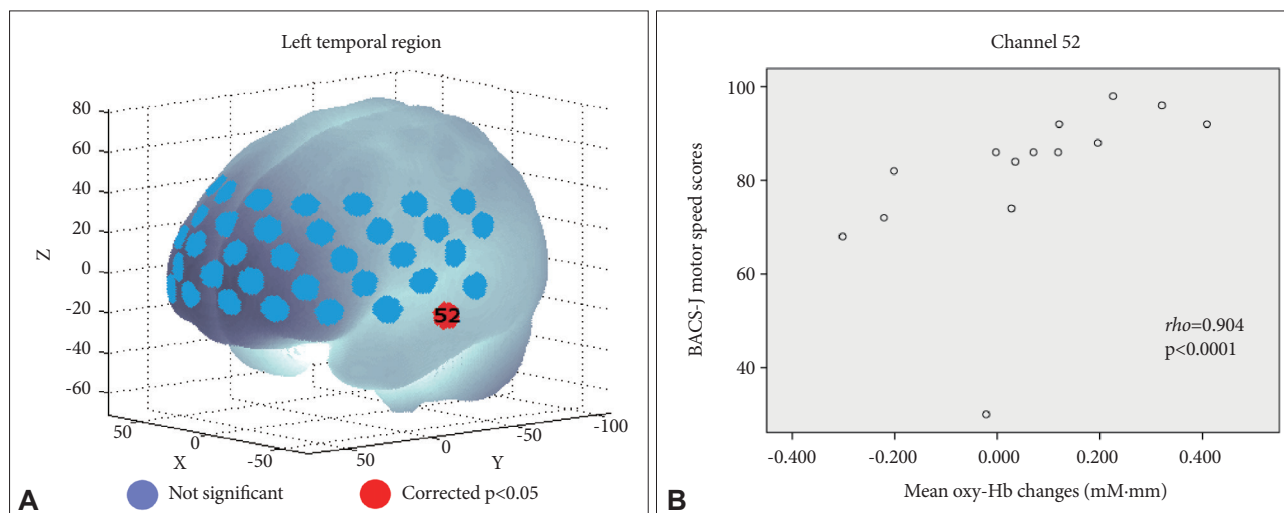 Left temporal region
80
60
40
20
0
-20
-40
-60
Z
52
50
0
-50
X
50
0
-50
-100
Y
Not significant
Corrected p<0.05
A
Channel 52
100
80
60
40
BACS-J motor speed scores
rho=0.904
p<0.0001
-0.400
-0.200
0.000
0.200
0.400
Mean oxy-Hb changes (mM·mm)
B